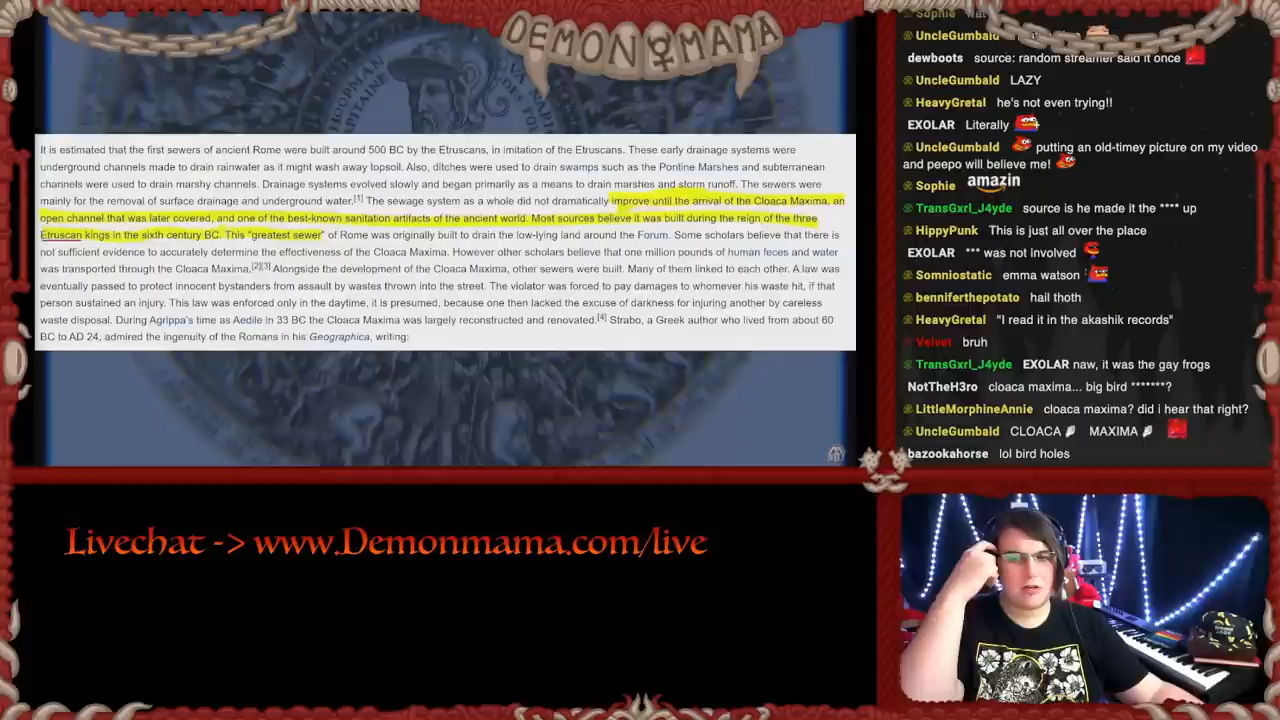 DEMON MAMA
It is estimated that the first sewers of ancient Rome were built around 500 BC by the Etruscans, in imitation of the Etruscans. These early drainage systems were
underground channels made to drain rainwater as it might wash away topsoil. Also, ditches were used to drain swamps such as the Pontine Marshes and subterranean
channels were used to drain marshy channels. Drainage systems evolved slowly and began primarily as a means to drain marshes and storm runoff. The sewers were
mainly for the removal of surface drainage and underground water.[1] The sewage system as a whole did not dramatically improve until the arrival of the Cloaca Maxima, an
open channel that was later covered, and one of the best-known sanitation artifacts of the ancient world. Most sources believe it was built during the reign of the three
Etruscan kings in the sixth century BC. This "greatest sewer" of Rome was originally built to drain the low-lying land around the Forum. Some scholars believe that there is
not sufficient evidence to accurately determine the effectiveness of the Cloaca Maxima. However other scholars believe that one million pounds of human feces and water
was transported through the Cloaca Maxima.[2][3] Alongside the development of the Cloaca Maxima, other sewers were built. Many of them linked to each other. A law was
eventually passed to protect innocent bystanders from assault by wastes thrown into the street. The violator was forced to pay damages to whomever his waste hit, if that
person sustained an injury. This law was enforced only in the daytime, it is presumed, because one then lacked the excuse of darkness for injuring another by careless
waste disposal. During Agrippa's time as Aedile in 33 BC the Cloaca Maxima was largely reconstructed and renovated.[4] Strabo, a Greek author who lived from about 60
BC to AD 24, admired the ingenuity of the Romans in his Geographica, writing:
Livechat -> www.Demonmama.com/live
Sophie wat
UncleGumbald
dewboots source: random streamer said it once
UncleGumbald LAZY
HeavyGretal he's not even trying!!
EXOLAR Literally
UncleGumbald putting an old-timey picture on my video
and peepo will believe me!
Sophie amazin
TransGxrl_J4yde source is he made it the **** up
HippyPunk This is just all over the place
EXOLAR *** was not involved
Somniostatic emma watson
benniferthepotato hail thoth
HeavyGretal "I read it in the akashik records"
Velvet bruh
TransGxrl_J4yde EXOLAR naw, it was the gay frogs
NotTheH3ro cloaca maxima... big bird *******?
LittleMorphineAnnie cloaca maxima? did i hear that right?
UncleGumbald CLOACA MAXIMA
bazookahorse lol bird holes